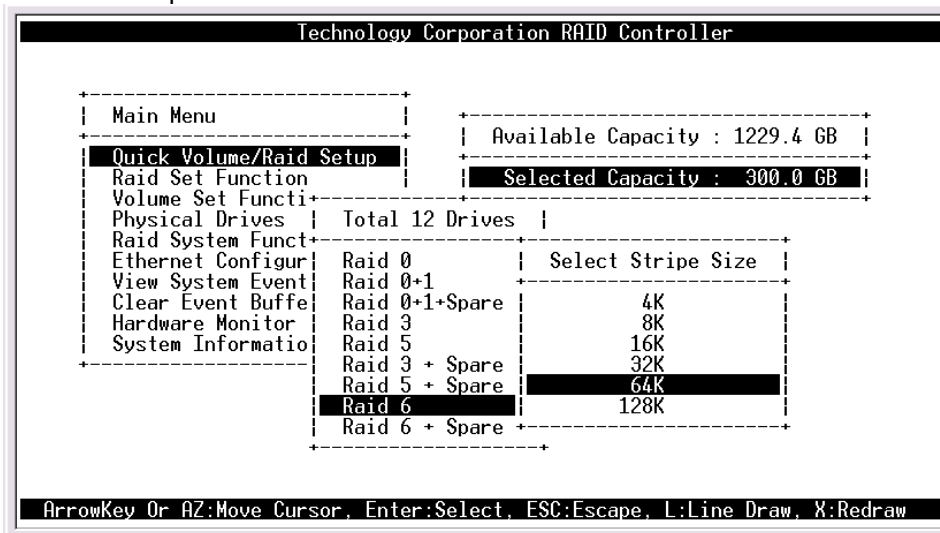 Technology Corporation RAID Controller
Main Menu
Quick Volume/Raid Setup
Raid Set Function
Volume Set Functi
Physical Drives
Raid System Funct
Ethernet Configur
View System Event
Clear Event Buffe
Hardware Monitor
System Informatio
Available Capacity : 1229.4 GB
Selected Capacity : 300.0 GB
Total 12 Drives
Raid 0
Raid 0+1
Raid 0+1+Spare
Raid 3
Raid 5
Raid 3 + Spare
Raid 5 + Spare
Raid 6
Raid 6 + Spare
Select Stripe Size
4K
8K
16K
32K
64K
128K
ArrowKey Or AZ:Move Cursor, Enter:Select, ESC:Escape, L:Line Draw, X:Redraw